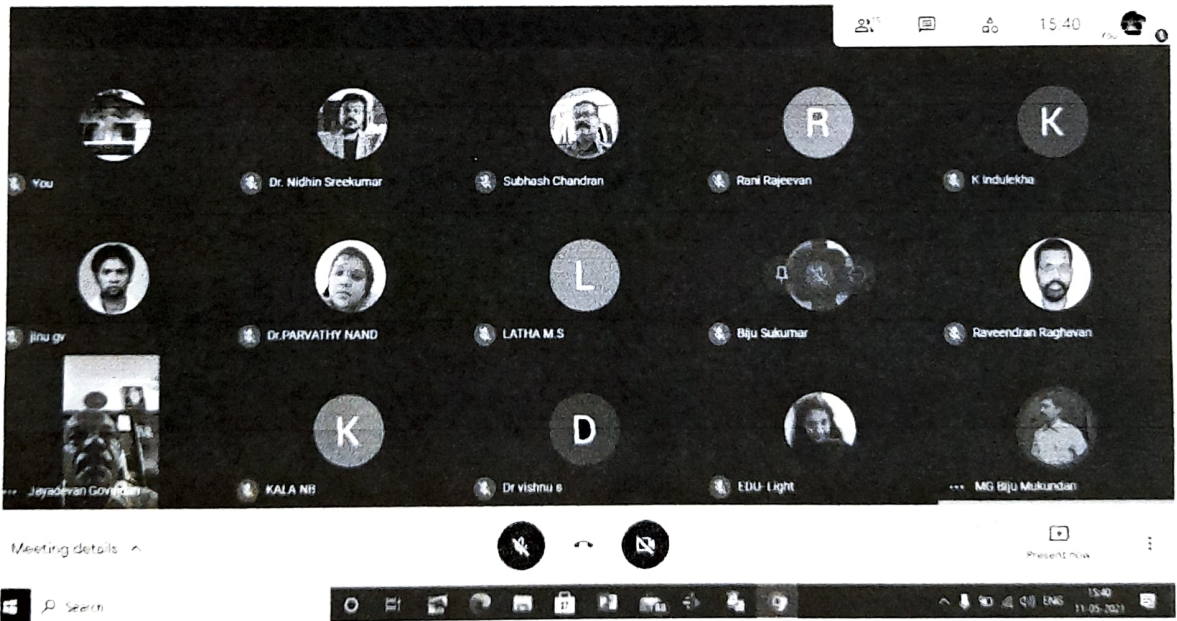 15 15:40
You
R K
You Dr. Nidhin Sreekumar Subhash Chandran Rani Rajeevan K Indulekha
L
jinu gv Dr.PARVATHY NAND LATHA M.S Biju Sukumar Raveendran Raghavan
K D
Jayadevan Govindan KALA NB Dr vishnu s EDU- Light MG Biju Mukundan
Meeting details Present now
Search ENG 15:40
11-05-2021